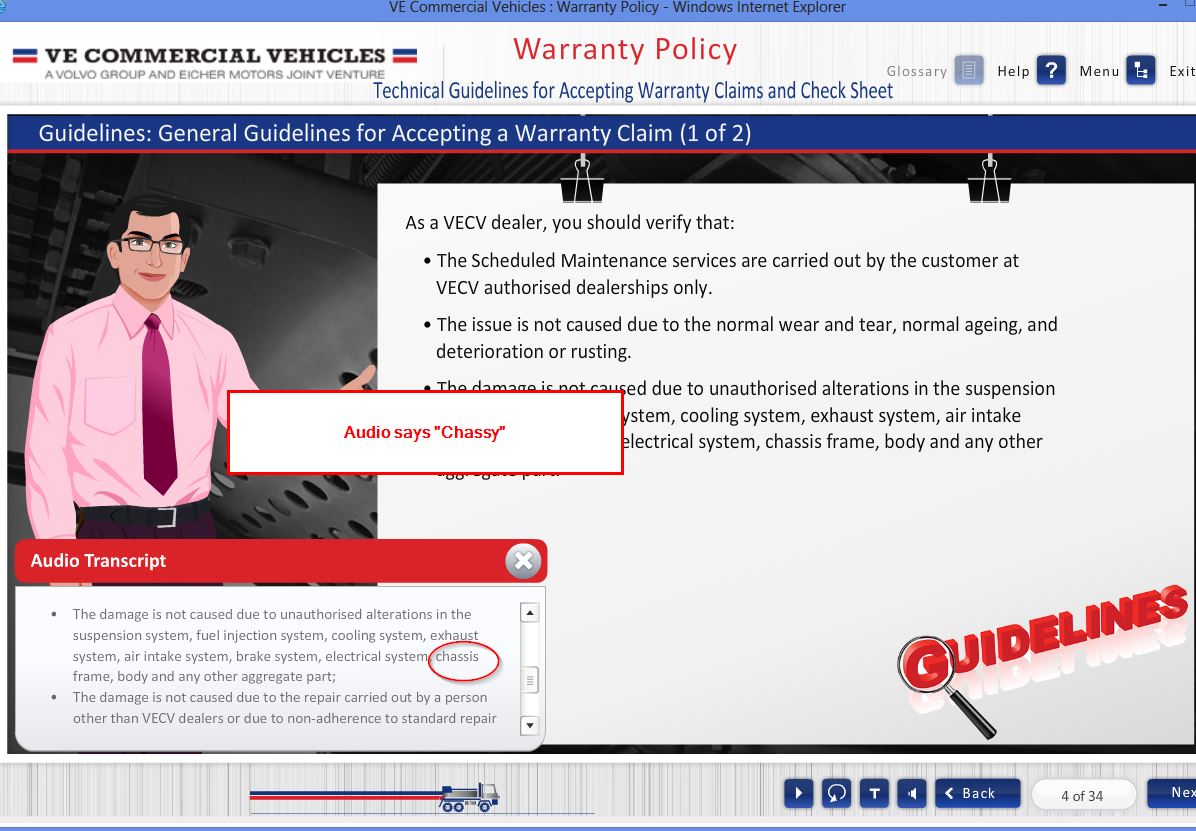 VE Commercial Vehicles : Warranty Policy - Windows Internet Explorer
VE COMMERCIAL VEHICLES
A VOLVO GROUP AND EICHER MOTORS JOINT VENTURE
Warranty Policy
Technical Guidelines for Accepting Warranty Claims and Check Sheet
Glossary Help ? Menu Exit
Guidelines: General Guidelines for Accepting a Warranty Claim (1 of 2)
As a VECV dealer, you should verify that:
• The Scheduled Maintenance services are carried out by the customer at
VECV authorised dealerships only.
• The issue is not caused due to the normal wear and tear, normal ageing, and
deterioration or rusting.
• The damage is not caused due to unauthorised alterations in the suspension
ystem, cooling system, exhaust system, air intake
electrical system, chassis frame, body and any other
aggregate part.
Audio says "Chassy"
Audio Transcript
• The damage is not caused due to unauthorised alterations in the
suspension system, fuel injection system, cooling system, exhaust
system, air intake system, brake system, electrical system, chassis
frame, body and any other aggregate part;
• The damage is not caused due to the repair carried out by a person
other than VECV dealers or due to non-adherence to standard repair
GUIDELINES
T
Back
4 of 34
Nex